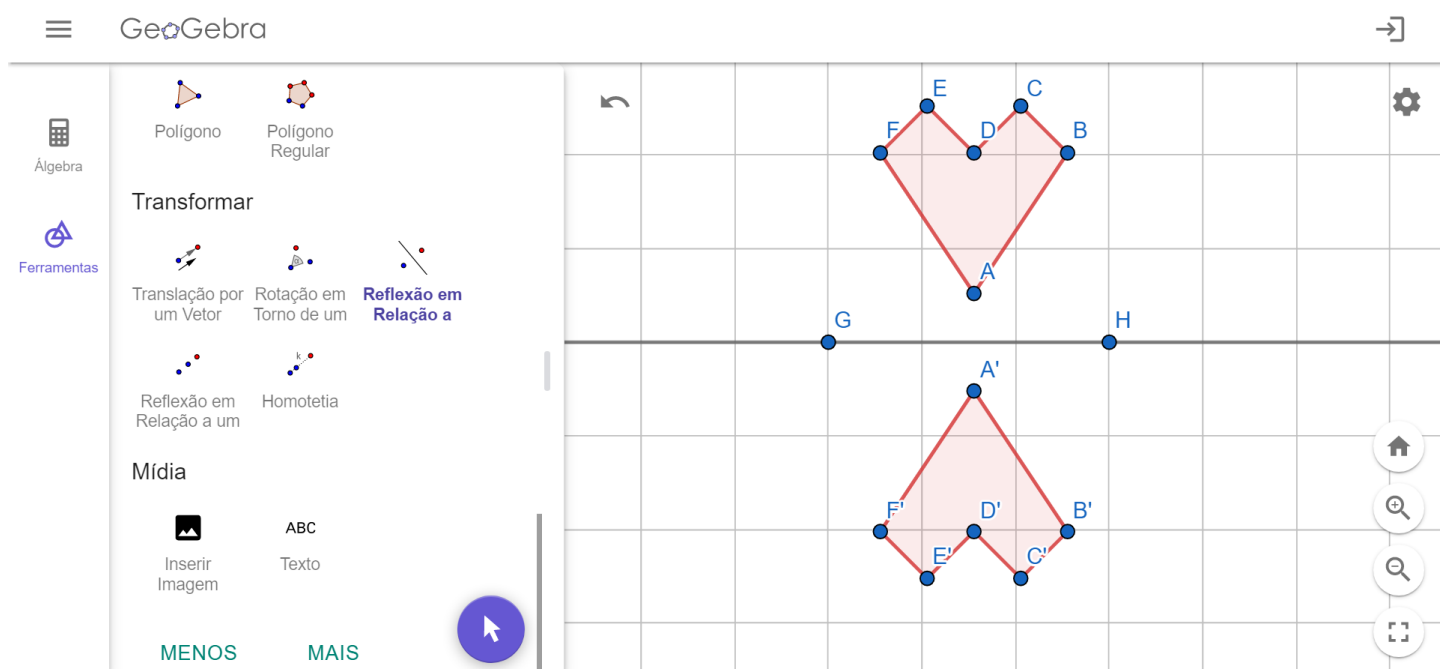 GeoGebra
Álgebra
Ferramentas
Polígono
Polígono
Regular
Transformar
Translação por
um Vetor
Rotação em
Torno de um
Reflexão em
Relação a
Reflexão em
Relação a um
k
Homotetia
Mídia
Inserir
Imagem
ABC
Texto
MENOS
MAIS
E
C
F
D
B
A
G
H
A'
F'
D'
B'
E'
C'